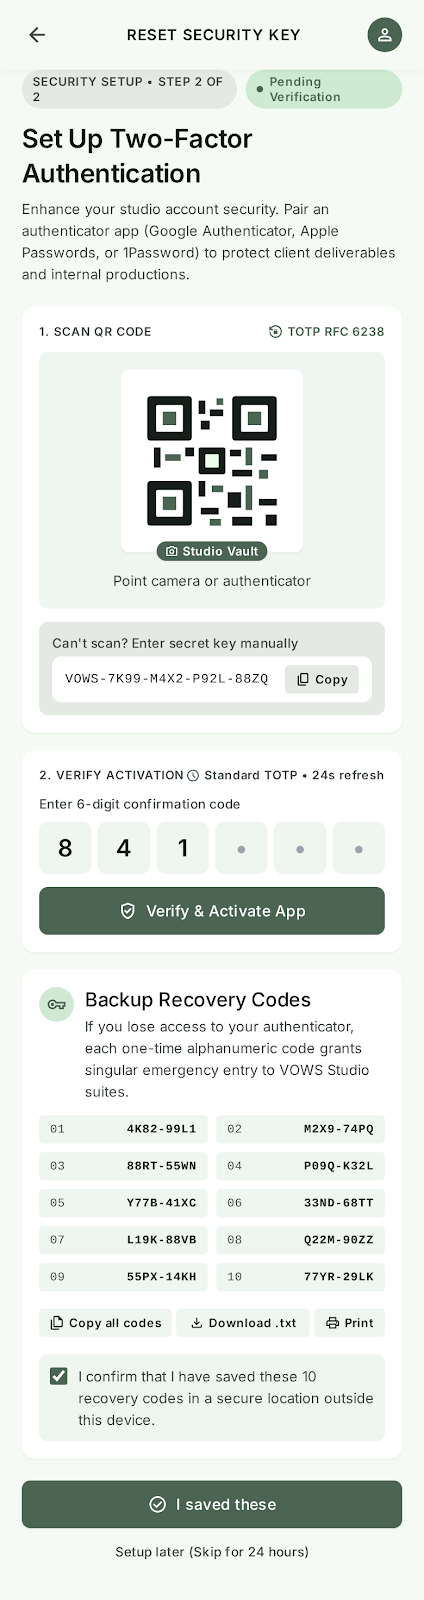 RESET SECURITY KEY
SECURITY SETUP • STEP 2 OF
2
Pending
Verification
Set Up Two-Factor
Authentication
Enhance your studio account security. Pair an
authenticator app (Google Authenticator, Apple
Passwords, or 1Password) to protect client deliverables
and internal productions.
1. SCAN QR CODE
TOTP RFC 6238
Studio Vault
Point camera or authenticator
Can't scan? Enter secret key manually
VOWS-7K99-M4X2-P92L-88ZQ
Copy
2. VERIFY ACTIVATION
Standard TOTP • 24s refresh
Enter 6-digit confirmation code
8 4 1 • • •
Verify & Activate App
Backup Recovery Codes
If you lose access to your authenticator,
each one-time alphanumeric code grants
singular emergency entry to VOWS Studio
suites.
01 4K82-99L1
02 M2X9-74PQ
03 88RT-55WN
04 P09Q-K32L
05 Y77B-41XC
06 33ND-68TT
07 L19K-88VB
08 Q22M-90ZZ
09 55PX-14KH
10 77YR-29LK
Copy all codes
Download .txt
Print
I confirm that I have saved these 10
recovery codes in a secure location outside
this device.
I saved these
Setup later (Skip for 24 hours)